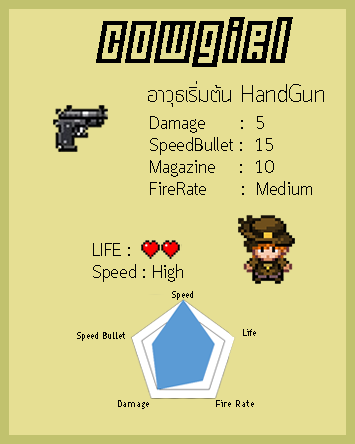 COWGIRL
อาวุธเริ่มต้น HandGun
Damage : 5
SpeedBullet : 15
Magazine : 10
FireRate : Medium
LIFE :
Speed : High
Speed
Speed Bullet
Life
Damage
Fire Rate